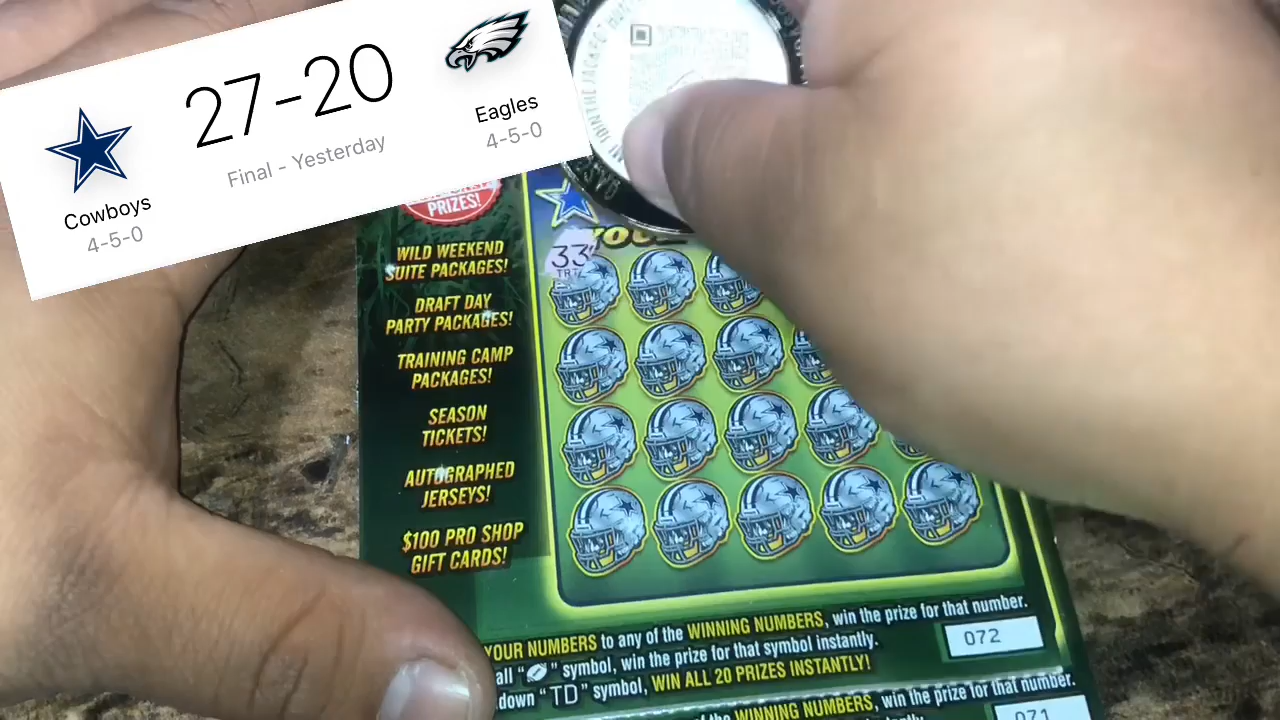 27-20
Final - Yesterday
Cowboys
4-5-0
Eagles
4-5-0
PRIZES!
WILD WEEKEND
SUITE PACKAGES!
DRAFT DAY
PARTY PACKAGES!
TRAINING CAMP
PACKAGES!
SEASON
TICKETS!
AUTOGRAPHED
JERSEYS!
$100 PRO SHOP
GIFT CARDS!
YOUR
33
YOUR NUMBERS to any of the WINNING NUMBERS, win the prize for that number.
" symbol, win the prize for that symbol instantly.
"TD" symbol, WIN ALL 20 PRIZES INSTANTLY!
072
of the WINNING NUMBERS, win the prize for that number.
071